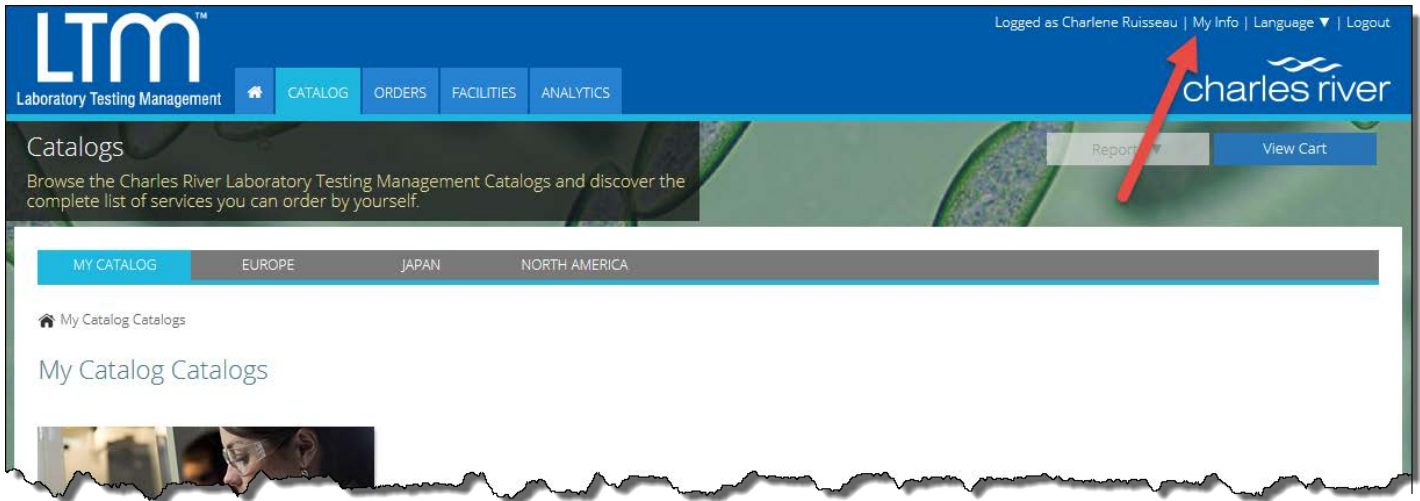 LTM™
Laboratory Testing Management
CATALOG ORDERS FACILITIES ANALYTICS
Logged as Charlene Ruisseau | My Info | Language ▼ | Logout
charles river
Catalogs
Browse the Charles River Laboratory Testing Management Catalogs and discover the
complete list of services you can order by yourself.
View Cart
MY CATALOG EUROPE JAPAN NORTH AMERICA
My Catalog Catalogs
My Catalog Catalogs